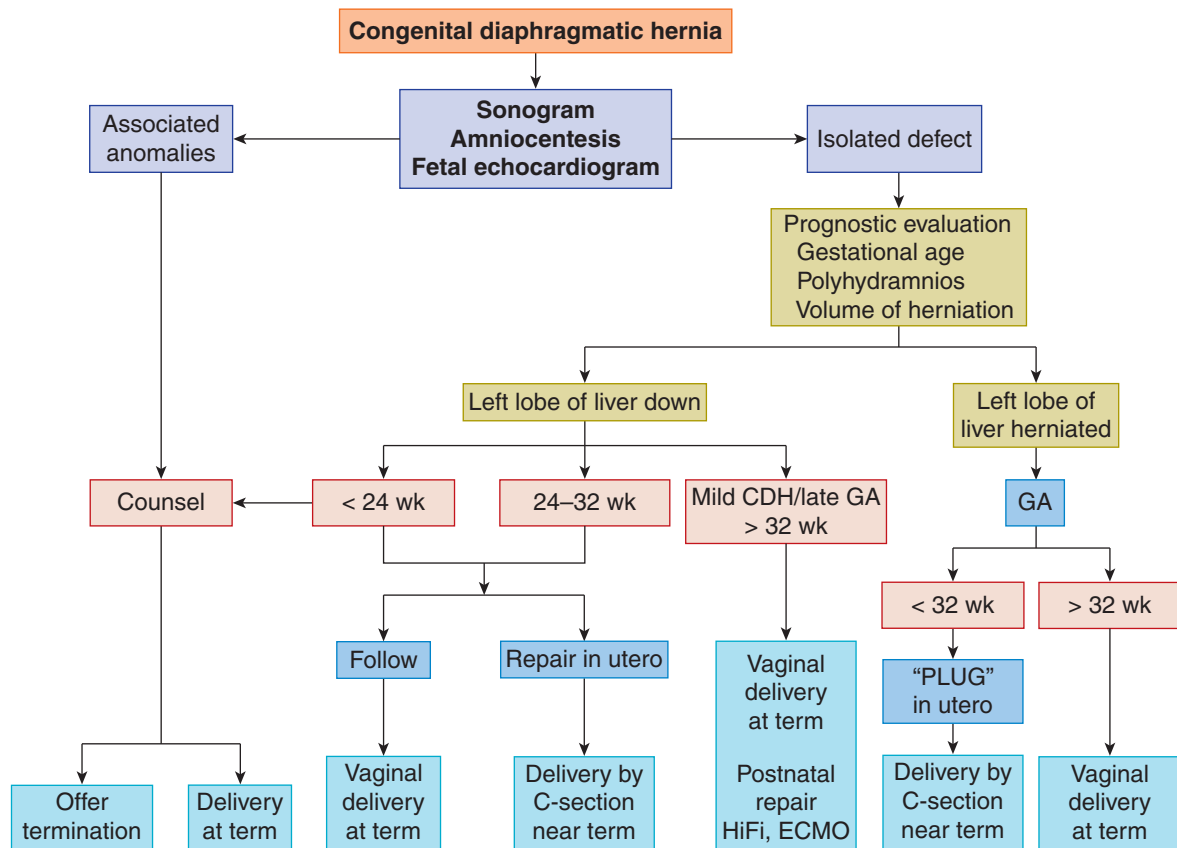 Congenital diaphragmatic hernia
Sonogram
Amniocentesis
Fetal echocardiogram
Associated
anomalies
Isolated defect
Prognostic evaluation
Gestational age
Polyhydramnios
Volume of herniation
Left lobe of liver down
Left lobe of
liver herniated
Counsel
< 24 wk
24–32 wk
Mild CDH/late GA
> 32 wk
GA
< 32 wk
> 32 wk
Follow
Repair in utero
“PLUG”
in utero
Offer
termination
Delivery
at term
Vaginal
delivery
at term
Delivery by
C-section
near term
Vaginal
delivery
at term
Postnatal
repair
HiFi, ECMO
Delivery by
C-section
near term
Vaginal
delivery
at term